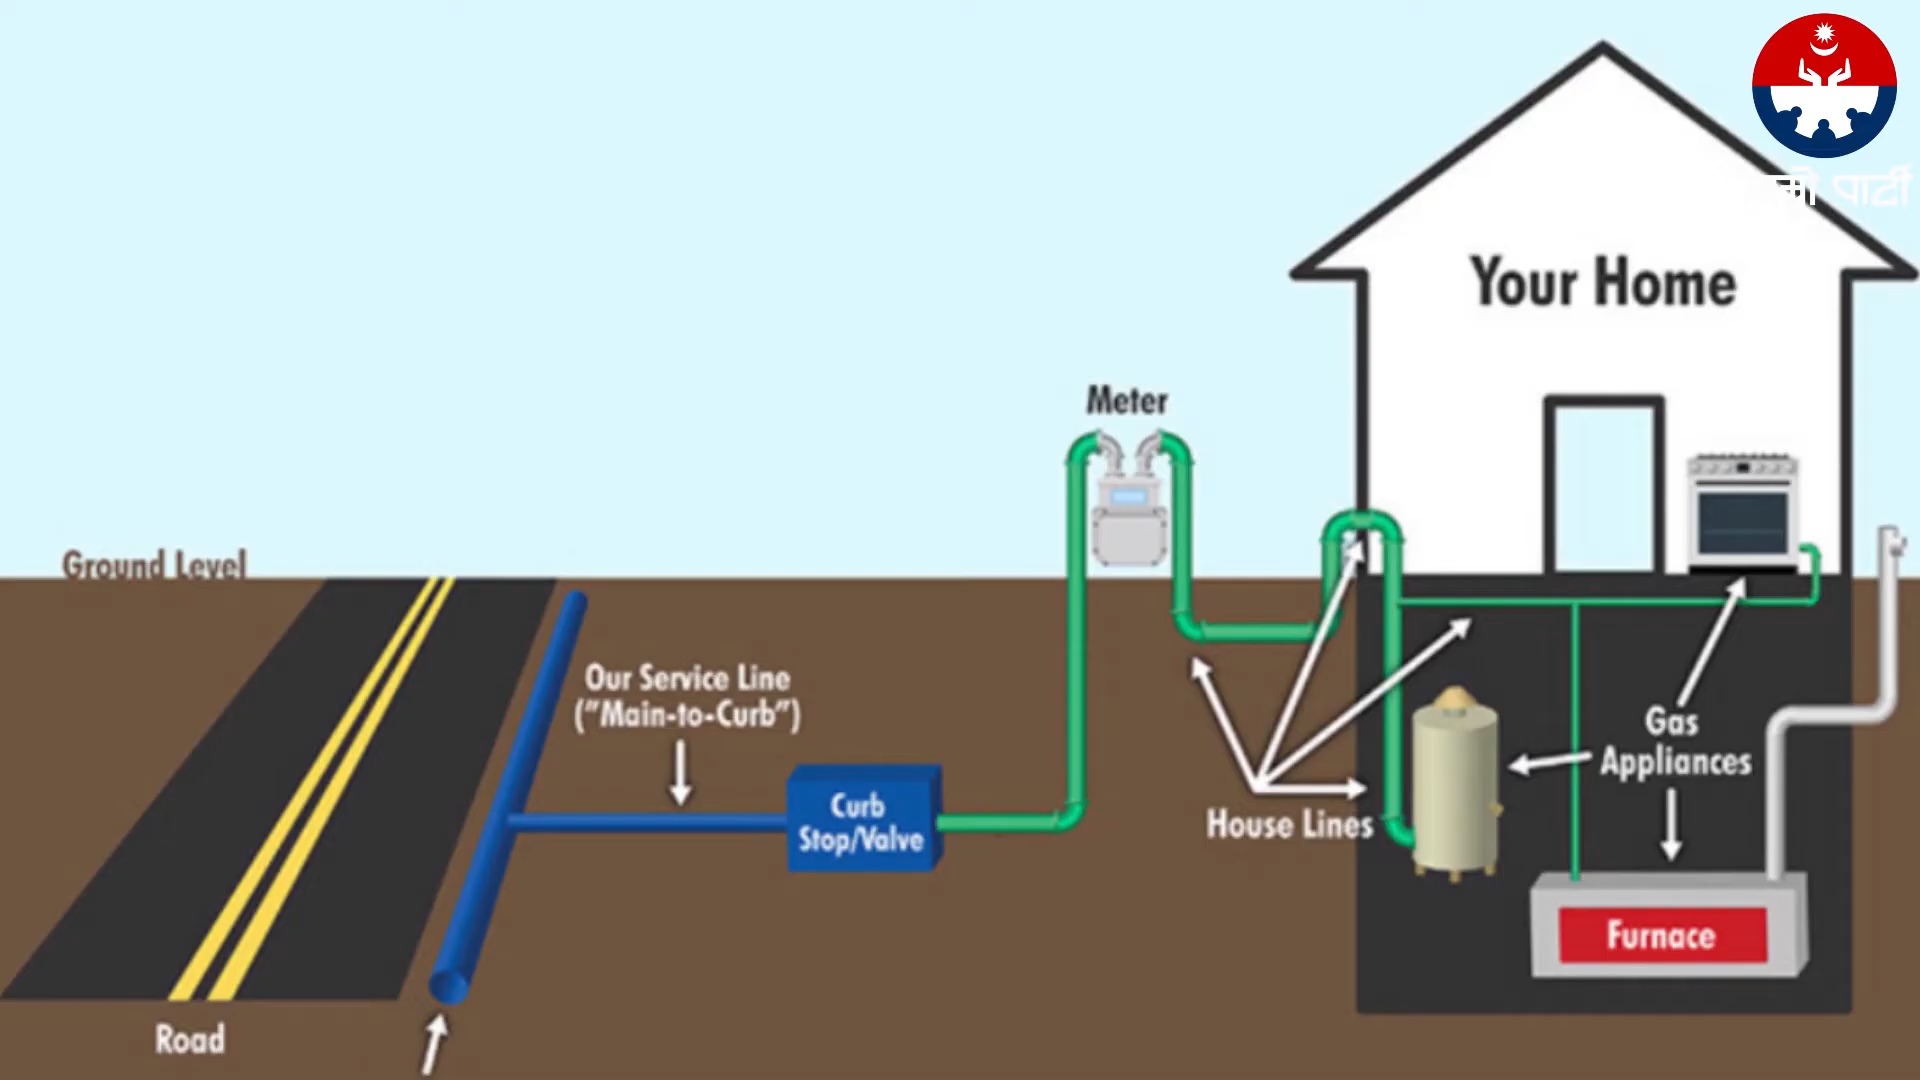 पार्टी
Your Home
Meter
Ground Level
Our Service Line
("Main-to-Curb")
Gas
Appliances
Curb
Stop/Valve
House Lines
Furnace
Road